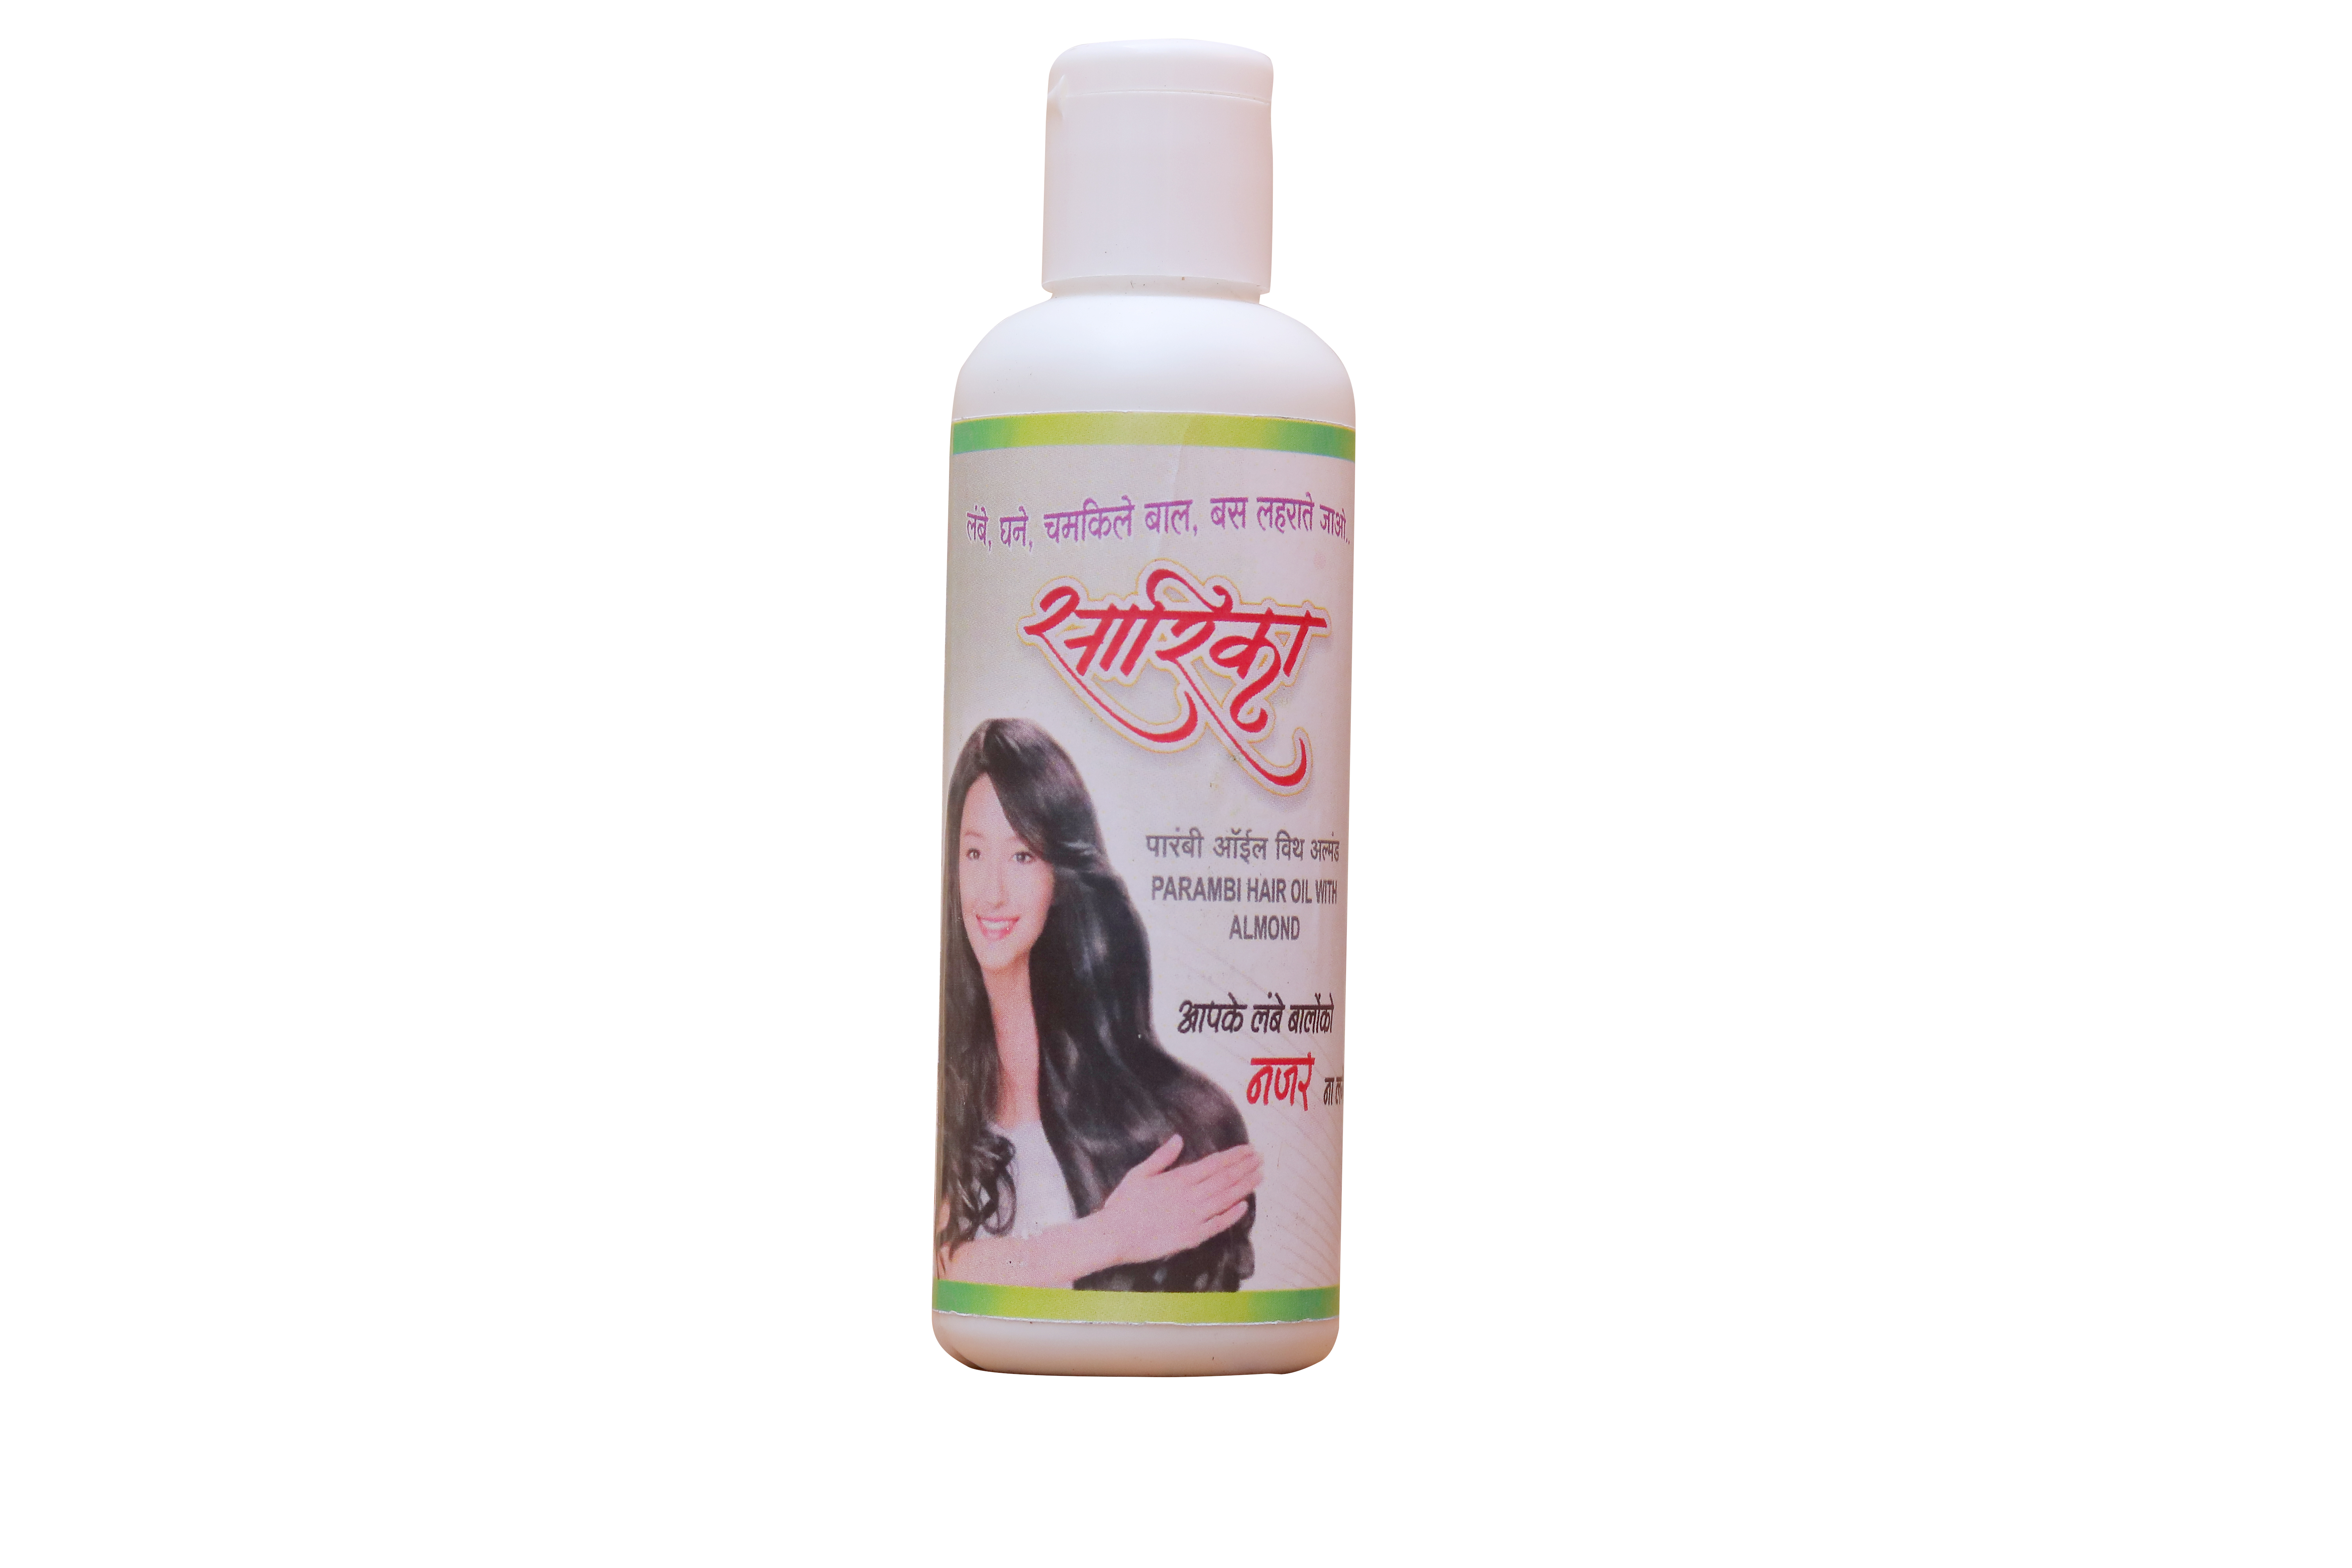 लंबे, घने, चमकिले बाल, बस लहराते जाओ..
सारिका
पारंबी ऑईल विथ अल्मंड
PARAMBI HAIR OIL WITH
ALMOND
आपके लंबे बालोंको
नजर ना